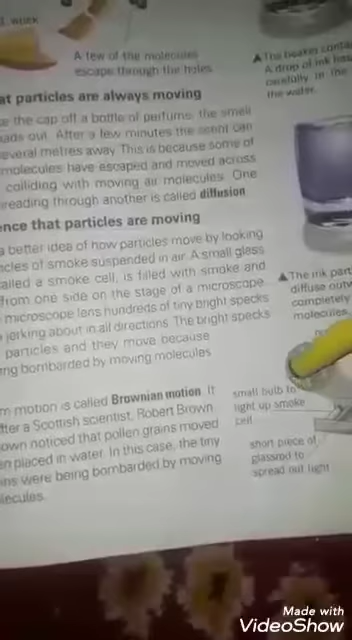 A few of the molecules
escape through the holes
▲The beaker conta
A drop of ink has
carefully
the water.
at particles are always moving
e the cap off a bottle of perfume, the smell
eads out. After a few minutes the scent can
several metres away. This is because some of
molecules have escaped and moved across
colliding with moving air molecules. One
reading through another is called diffusion.
ence that particles are moving
a better idea of how particles move by looking
icles of smoke suspended in air. A small glass
alled a smoke cell, is filled with smoke and
from one side on the stage of a microscope.
microscope lens hundreds of tiny bright specks
jerking about in all directions. The bright specks
particles and they move because
ng bombarded by moving molecules
▲The ink part
diffuse outw
completely
molecules.
m motion is called Brownian motion. It
fter a Scottish scientist, Robert Brown.
own noticed that pollen grains moved
en placed in water. In this case, the tiny
ins were being bombarded by moving
lecules.
small bulb to
light up smoke
cell
short piece of
glassrod to
spread out light
Made with
VideoShow